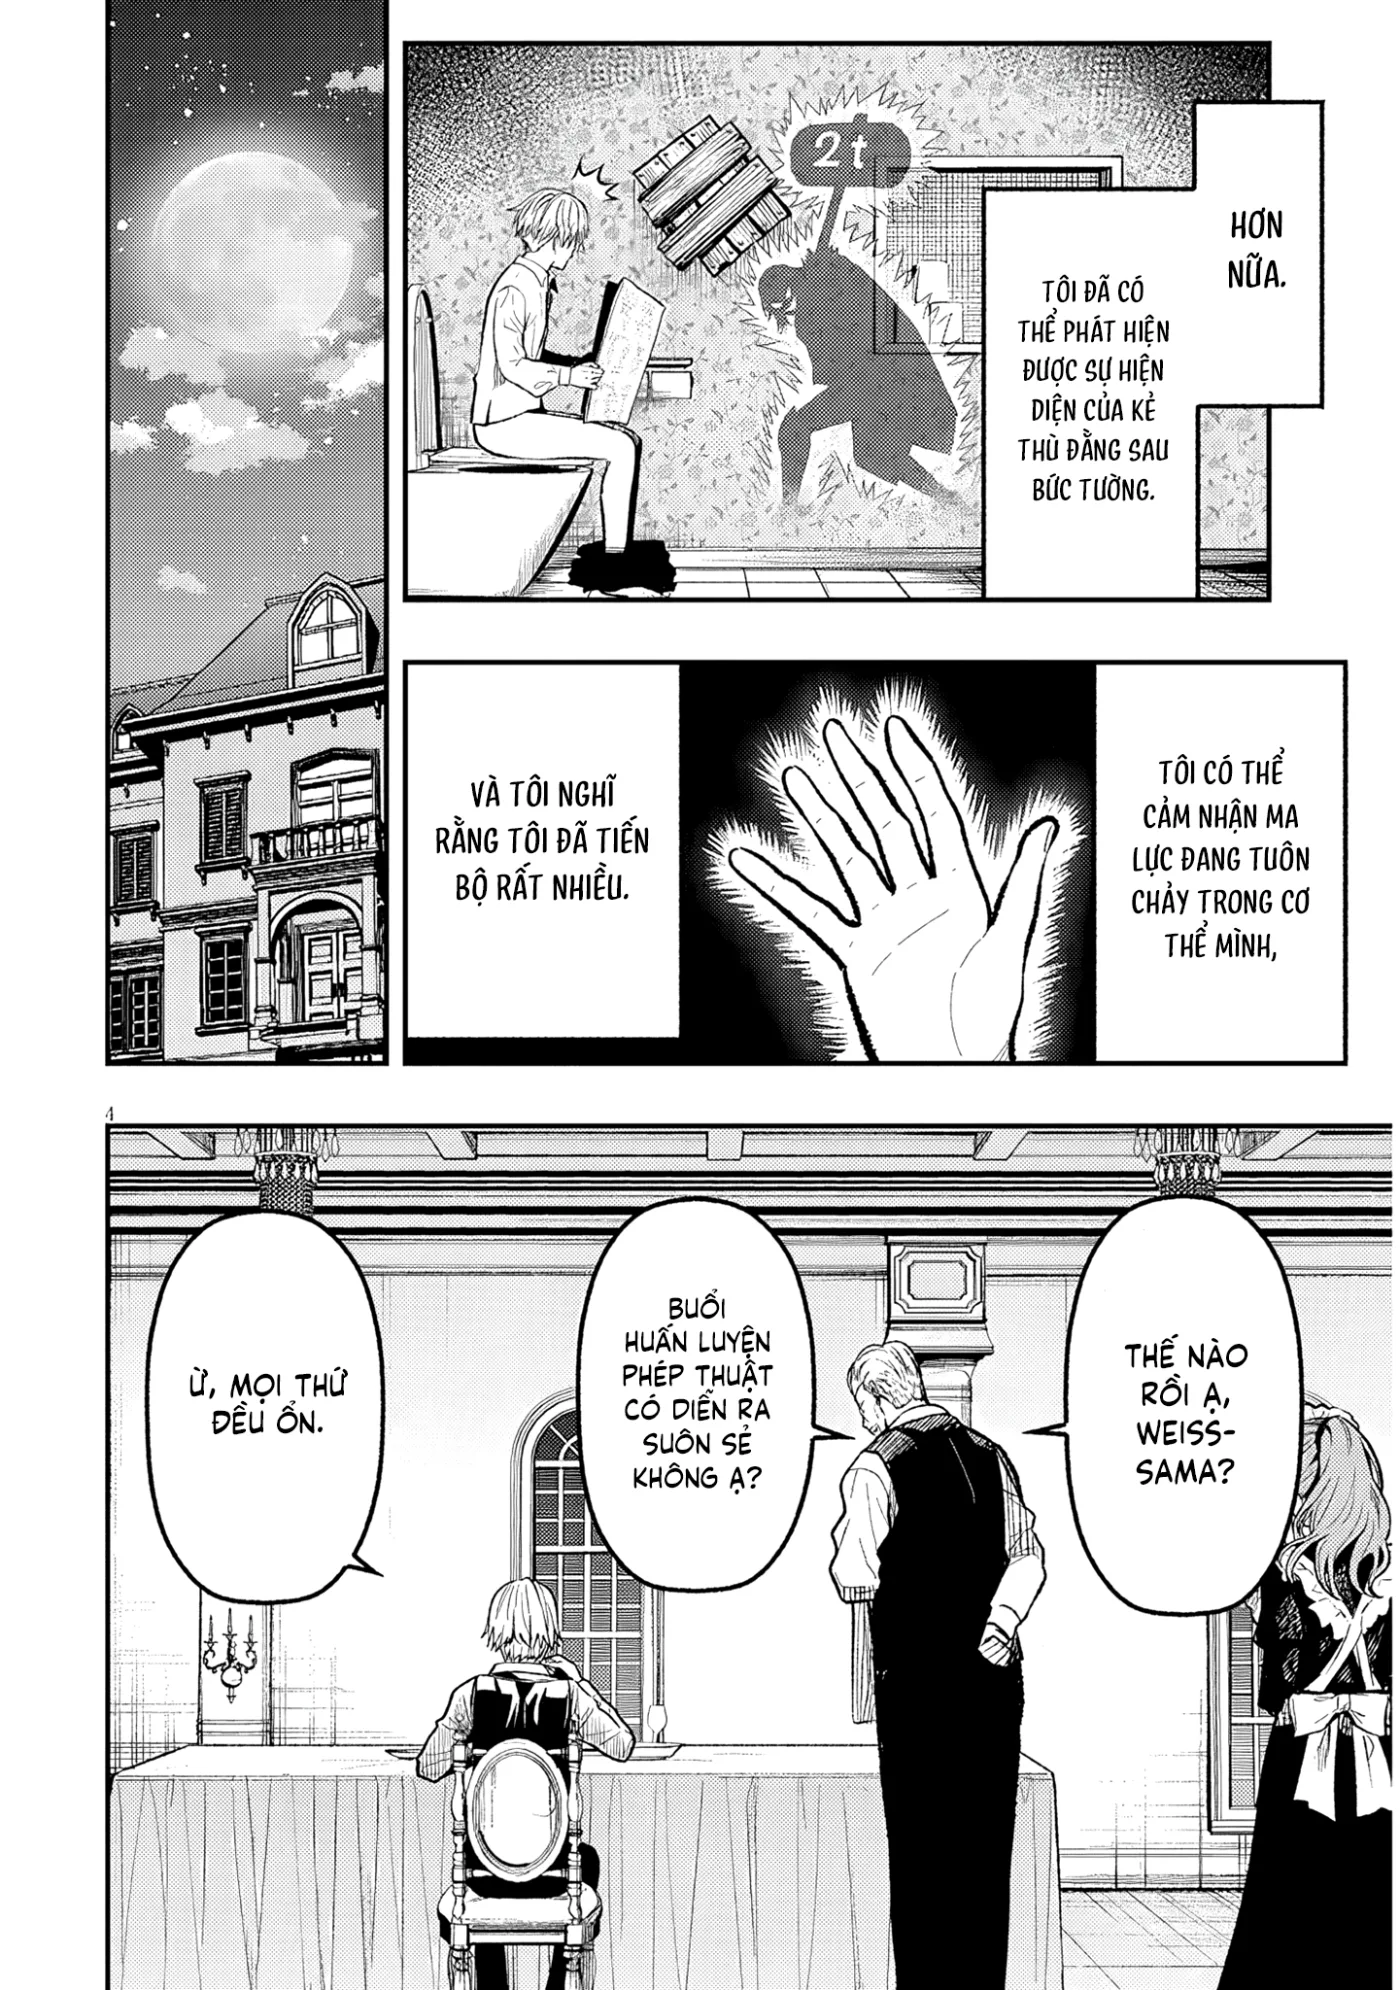 HƠN
NỮA.
2t
TÔI ĐÃ CÓ
THỂ PHÁT HIỆN
ĐƯỢC SỰ HIỆN
DIỆN CỦA KẺ
THÙ ĐẰNG SAU
BỨC TƯỜNG.
TÔI CÓ THỂ
CẢM NHẬN MA
LỰC ĐANG TUÔN
CHẢY TRONG CƠ
THỂ MÌNH,
VÀ TÔI NGHĨ
RẰNG TÔI ĐÃ TIẾN
BỘ RẤT NHIỀU.
4
THẾ NÀO
RỒI Ạ,
WEISS-
SAMA?
BUỔI
HUẤN LUYỆN
PHÉP THUẬT
CÓ DIỄN RA
SUÔN SẺ
KHÔNG Ạ?
Ừ, MỌI THỨ
ĐỀU ỔN.